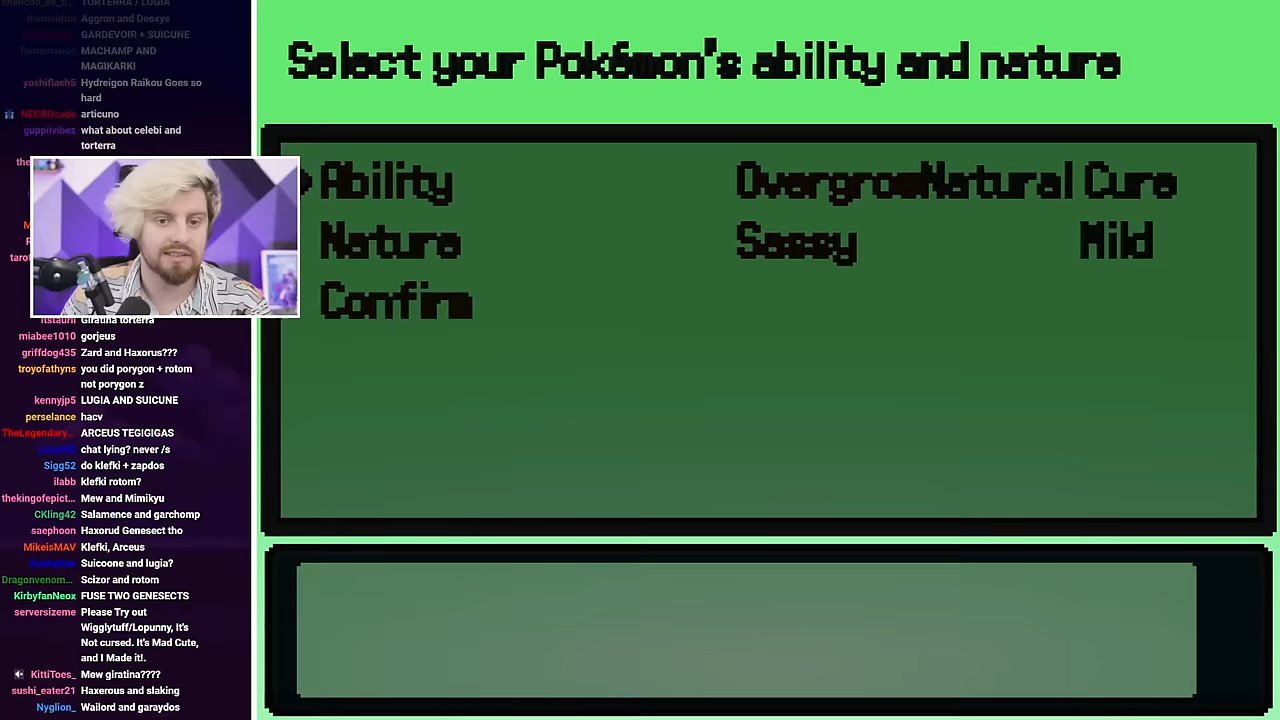 TORTERRA / LUGIA
Aggron and Deoxys
GARDEVOIR + SUICUNE
MACHAMP AND
MAGIKARK!
yoshiflash5 Hydreigon Raikou Goes so
hard
NECROcade articuno
guppiivibez what about celebi and
torterra
Giratina torterra
miabee1010 gorjeus
griffdog435 Zard and Haxorus???
troyofathyns you did porygon + rotom
not porygon z
kennyjp5 LUGIA AND SUICUNE
perselance hacv
TheLegendary... ARCEUS TEGIGIGAS
chat lying? never /s
Sigg52 do klefki + zapdos
ilabb klefki rotom?
thekingofepict... Mew and Mimikyu
CKling42 Salamence and garchomp
saephoon Haxorud Genesect tho
MikeisMAV Klefki, Arceus
Suicoone and lugia?
Dragonvenom... Scizor and rotom
KirbyfanNeox FUSE TWO GENESECTS
serversizeme Please Try out
Wigglytuff/Lopunny, It's
Not cursed. It's Mad Cute,
and I Made it!.
KittiToes_ Mew giratina????
sushi_eater21 Haxerous and slaking
Nyglion_ Wailord and garaydos
Select your Pokémon's ability and nature
Ability OvergrowNatural Cure
Nature Sassy Mild
Confirm